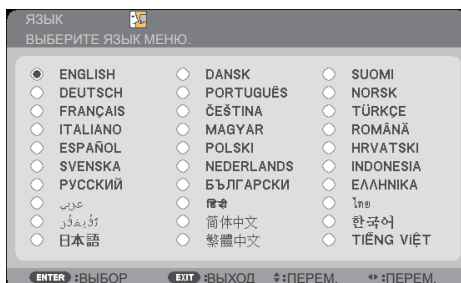 ЯЗЫК
ВЫБЕРИТЕ ЯЗЫК МЕНЮ.
ENGLISH DANSK SUOMI
DEUTSCH PORTUGUÊS NORSK
FRANÇAIS ČEŠTINA TÜRKÇE
ITALIANO MAGYAR ROMÂNĂ
ESPAÑOL POLSKI HRVATSKI
SVENSKA NEDERLANDS INDONESIA
РУССКИЙ БЪЛГАРСКИ ΕΛΛΗΝΙΚΑ
عربي हिन्दी ไทย
简体中文 한국어
日本語 繁體中文 TIẾNG VIỆT
ENTER :ВЫБОР EXIT :ВЫХОД :ПЕРЕМ. :ПЕРЕМ.